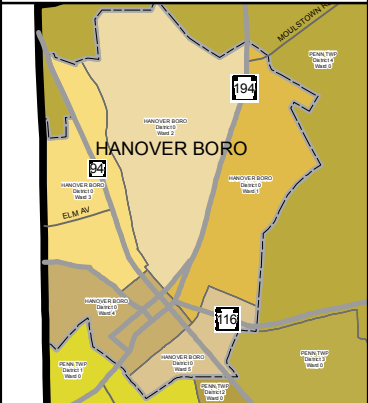 MOULSTOWN R
PENN TWP
District 4
Ward 0
194
HANOVER BORO
District 0
Ward 2
HANOVER BORO
94
HANOVER BORO
District 0
Ward 3
HANOVER BORO
District 0
Ward 1
ELM AV
HANOVER BORO
District 0
Ward 4
116
HANOVER BORO
District 0
Ward 5
PENN TWP
District 3
Ward 0
PENN TWP
District 1
Ward 0
PENN TWP
District 2
Ward 0